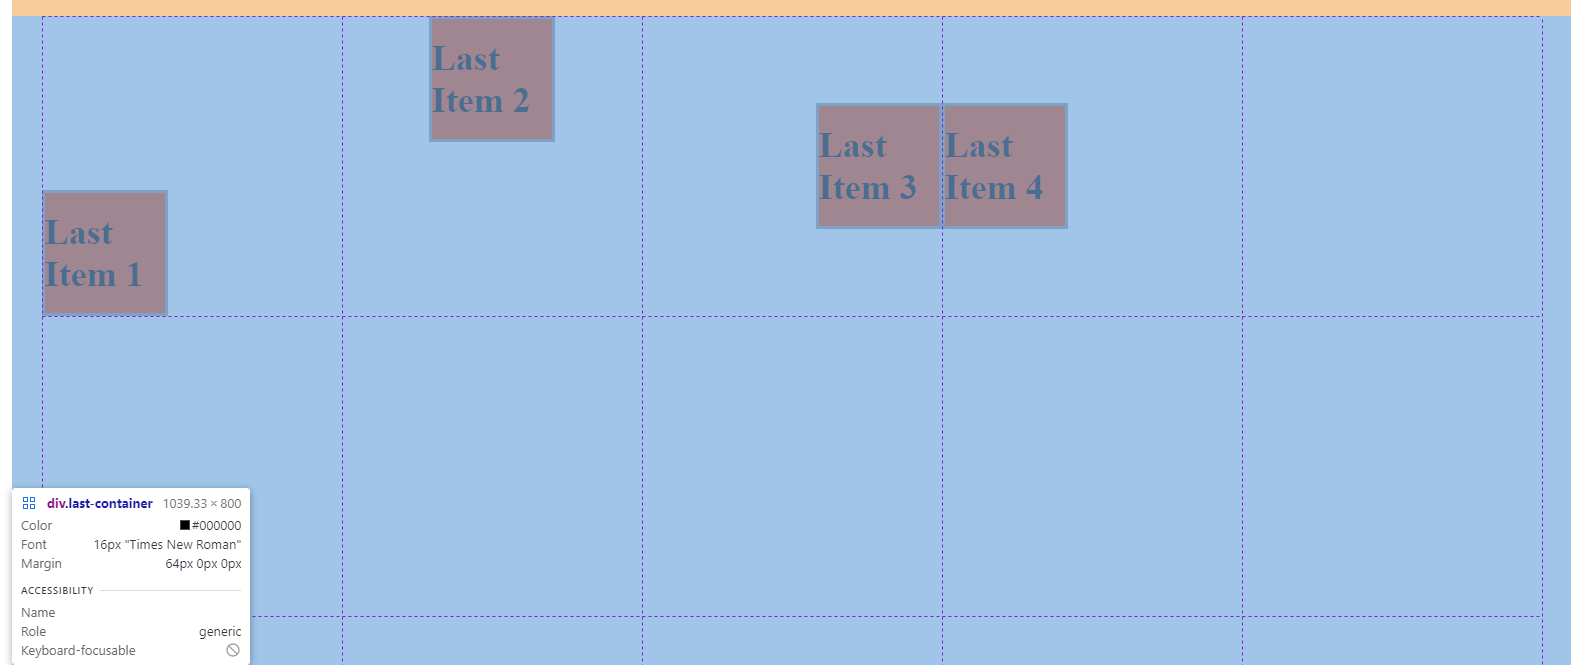 Last
Item 2
Last
Item 3
Last
Item 4
Last
Item 1
div.last-container 1039.33 × 800
Color #000000
Font 16px "Times New Roman"
Margin 64px 0px 0px
ACCESSIBILITY
Name
Role generic
Keyboard-focusable